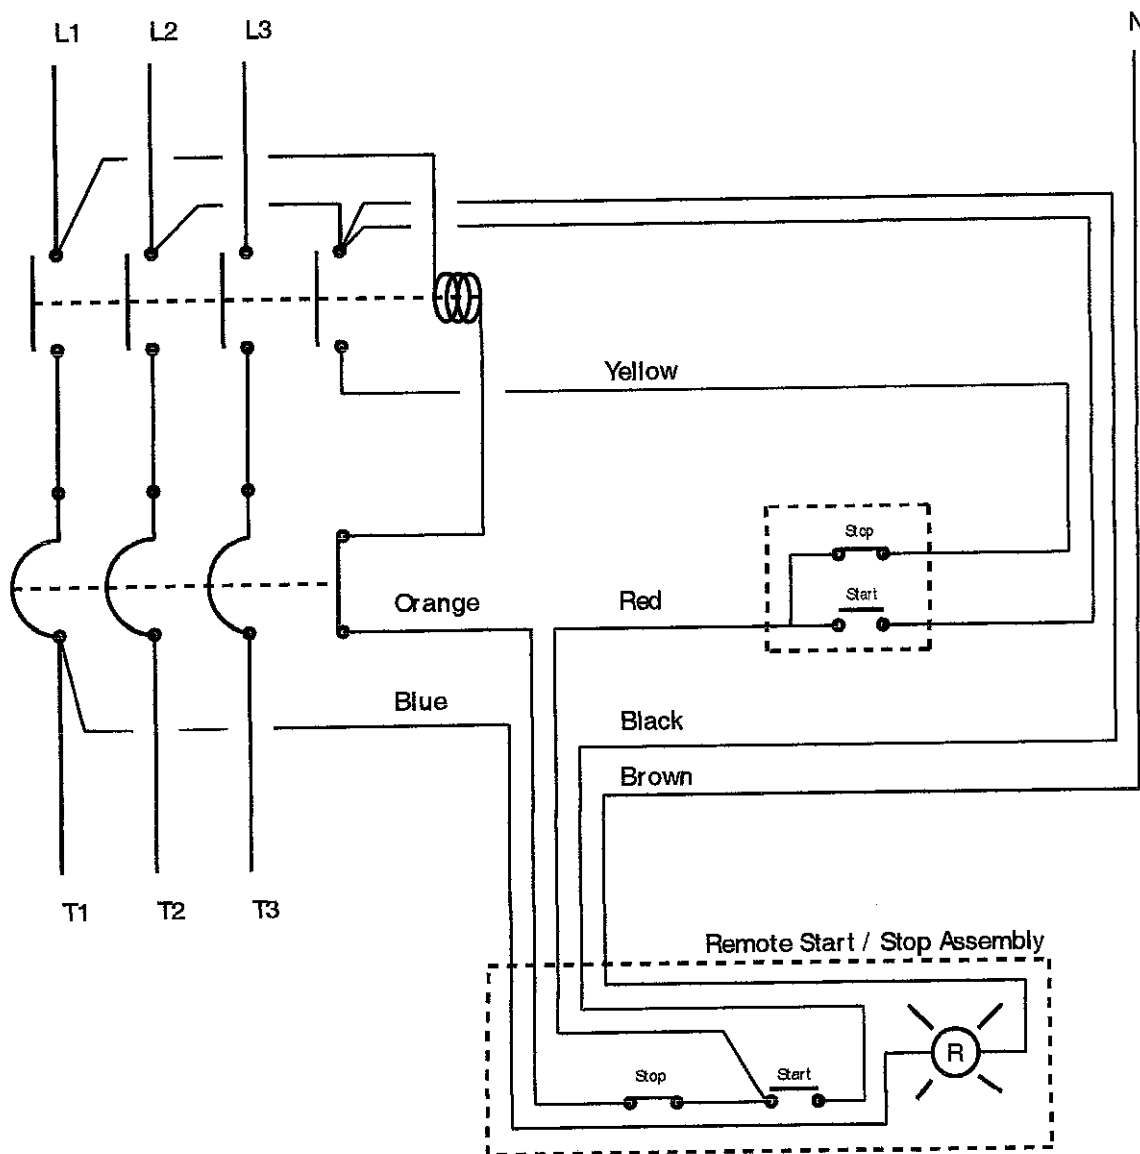 L1
L2
L3
N
Yellow
Stop
Start
Orange
Red
Blue
Black
Brown
T1
T2
T3
Remote Start / Stop Assembly
R
Stop
Start